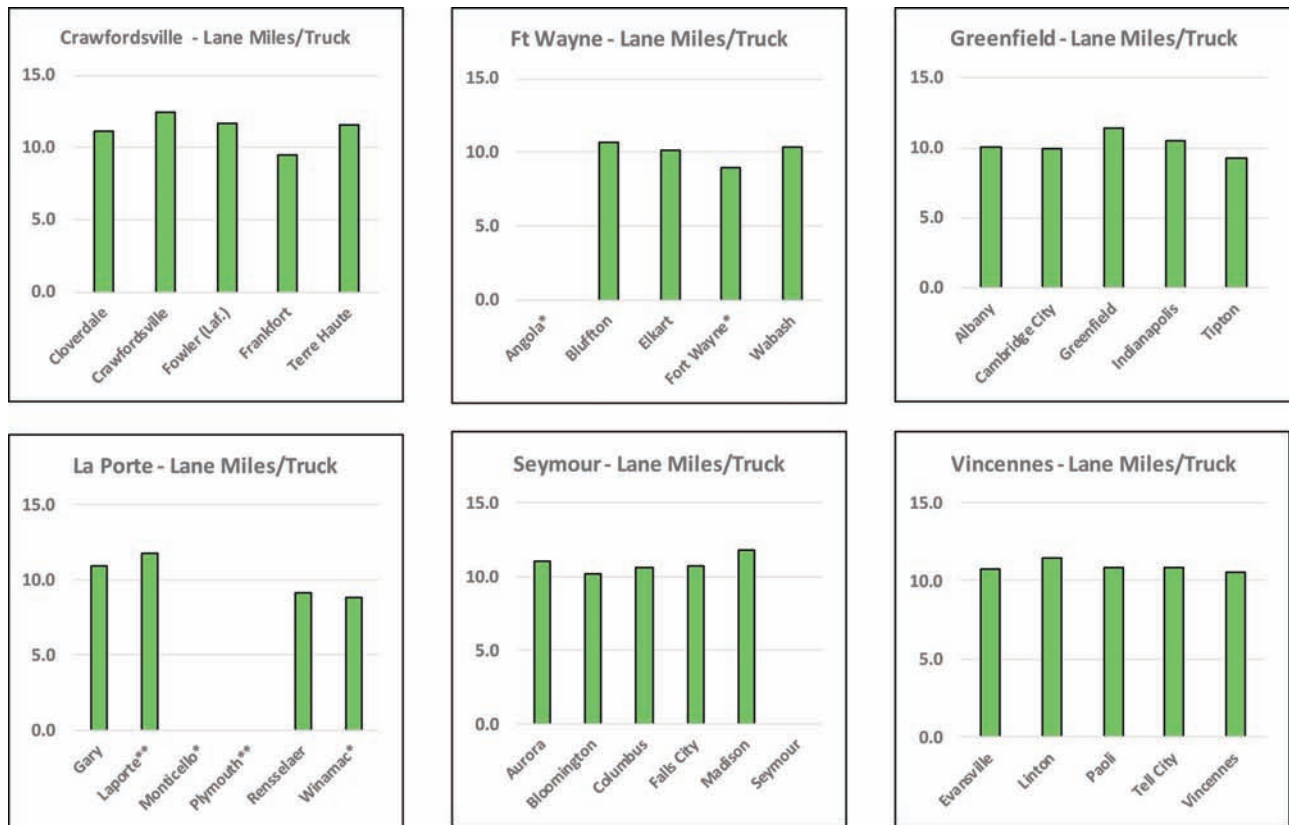 Crawfordsville - Lane Miles/Truck
15.0
10.0
5.0
0.0
Cloverdale
Crawfordsville
Fowler (Laf.)
Frankfort
Terre Haute
Ft Wayne - Lane Miles/Truck
15.0
10.0
5.0
0.0
Angola*
Bluffton
Elkart
Fort Wayne*
Wabash
Greenfield - Lane Miles/Truck
15.0
10.0
5.0
0.0
Albany
Cambridge City
Greenfield
Indianapolis
Tipton
La Porte - Lane Miles/Truck
15.0
10.0
5.0
0.0
Gary
Laporte**
Monticello*
Plymouth**
Rensselaer
Winamac*
Seymour - Lane Miles/Truck
15.0
10.0
5.0
0.0
Aurora
Bloomington
Columbus
Falls City
Madison
Seymour
Vincennes - Lane Miles/Truck
15.0
10.0
5.0
0.0
Evansville
Linton
Paoli
Tell City
Vincennes